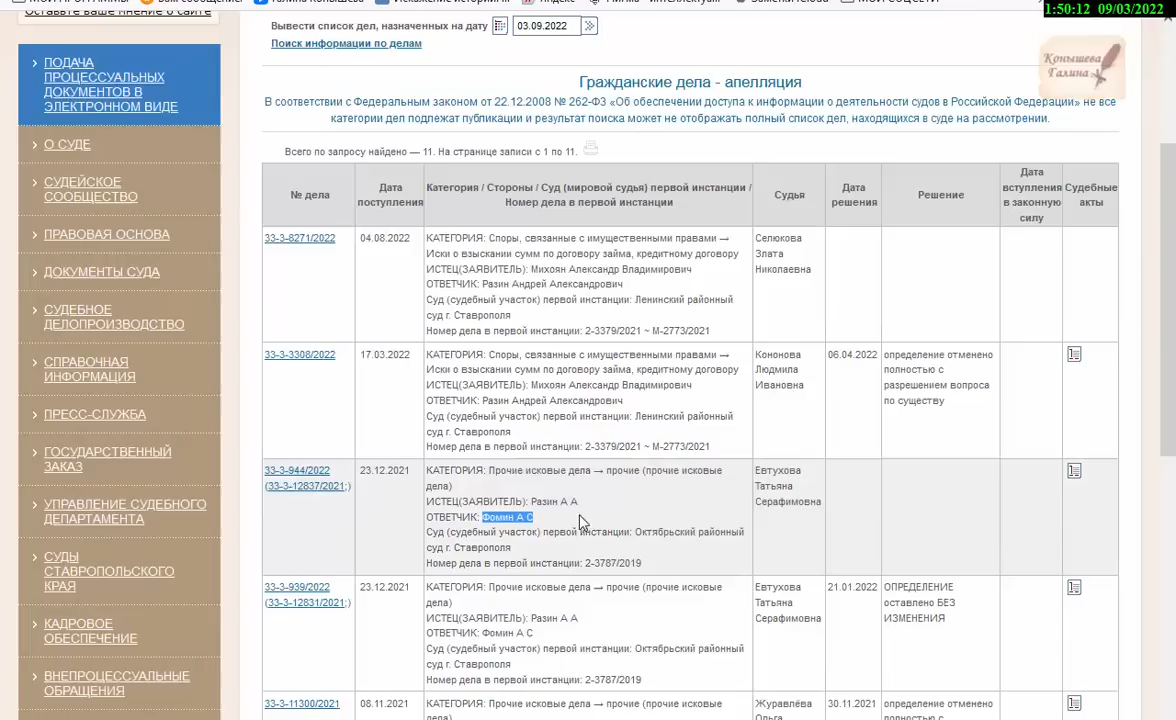 1:50:12 09/03/2022
Оставьте ваше мнение о сайте
Вывести список дел, назначенных на дату 03.09.2022
Поиск информации по делам
Конышева
Галина
ПОДАЧА
ПРОЦЕССУАЛЬНЫХ
ДОКУМЕНТОВ В
ЭЛЕКТРОННОМ ВИДЕ
О СУДЕ
СУДЕЙСКОЕ
СООБЩЕСТВО
ПРАВОВАЯ ОСНОВА
ДОКУМЕНТЫ СУДА
СУДЕБНОЕ
ДЕЛОПРОИЗВОДСТВО
СПРАВОЧНАЯ
ИНФОРМАЦИЯ
ПРЕСС-СЛУЖБА
ГОСУДАРСТВЕННЫЙ
ЗАКАЗ
УПРАВЛЕНИЕ СУДЕБНОГО
ДЕПАРТАМЕНТА
СУДЫ
СТАВРОПОЛЬСКОГО
КРАЯ
КАДРОВОЕ
ОБЕСПЕЧЕНИЕ
ВНЕПРОЦЕССУАЛЬНЫЕ
ОБРАЩЕНИЯ
Гражданские дела - апелляция
В соответствии с Федеральным законом от 22.12.2008 № 262-ФЗ «Об обеспечении доступа к информации о деятельности судов в Российской Федерации» не все
категории дел подлежат публикации и результат поиска может не отображать полный список дел, находящихся в суде на рассмотрении.
Всего по запросу найдено — 11. На странице записи с 1 по 11.
№ дела
Дата
поступления
Категория / Стороны / Суд (мировой судья) первой инстанции /
Номер дела в первой инстанции
Судья
Дата
решения
Решение
Дата
вступления
в законную
силу
Судебные
акты
33-3-8271/2022
04.08.2022
КАТЕГОРИЯ: Споры, связанные с имущественными правами →
Иски о взыскании сумм по договору займа, кредитному договору
ИСТЕЦ(ЗАЯВИТЕЛЬ): Михоян Александр Владимирович
ОТВЕТЧИК: Разин Андрей Александрович
Суд (судебный участок) первой инстанции: Ленинский районный
суд г. Ставрополя
Номер дела в первой инстанции: 2-3379/2021 ~ М-2773/2021
Селюкова
Злата
Николаевна
33-3-3308/2022
17.03.2022
КАТЕГОРИЯ: Споры, связанные с имущественными правами →
Иски о взыскании сумм по договору займа, кредитному договору
ИСТЕЦ(ЗАЯВИТЕЛЬ): Михоян Александр Владимирович
ОТВЕТЧИК: Разин Андрей Александрович
Суд (судебный участок) первой инстанции: Ленинский районный
суд г. Ставрополя
Номер дела в первой инстанции: 2-3379/2021 ~ М-2773/2021
Кононова
Людмила
Ивановна
06.04.2022
определение отменено
полностью с
разрешением вопроса
по существу
33-3-944/2022
(33-3-12837/2021;)
23.12.2021
КАТЕГОРИЯ: Прочие исковые дела → прочие (прочие исковые
дела)
ИСТЕЦ(ЗАЯВИТЕЛЬ): Разин А А
ОТВЕТЧИК: Фомин А С
Суд (судебный участок) первой инстанции: Октябрьский районный
суд г. Ставрополя
Номер дела в первой инстанции: 2-3787/2019
Евтухова
Татьяна
Серафимовна
33-3-939/2022
(33-3-12831/2021;)
23.12.2021
КАТЕГОРИЯ: Прочие исковые дела → прочие (прочие исковые
дела)
ИСТЕЦ(ЗАЯВИТЕЛЬ): Разин А А
ОТВЕТЧИК: Фомин А С
Суд (судебный участок) первой инстанции: Октябрьский районный
суд г. Ставрополя
Номер дела в первой инстанции: 2-3787/2019
Евтухова
Татьяна
Серафимовна
21.01.2022
ОПРЕДЕЛЕНИЕ
оставлено БЕЗ
ИЗМЕНЕНИЯ
33-3-11300/2021
08.11.2021
КАТЕГОРИЯ: Прочие исковые дела → прочие (прочие исковые
дела)
Журавлёва
Ольга
30.11.2021
определение отменено
полностью с